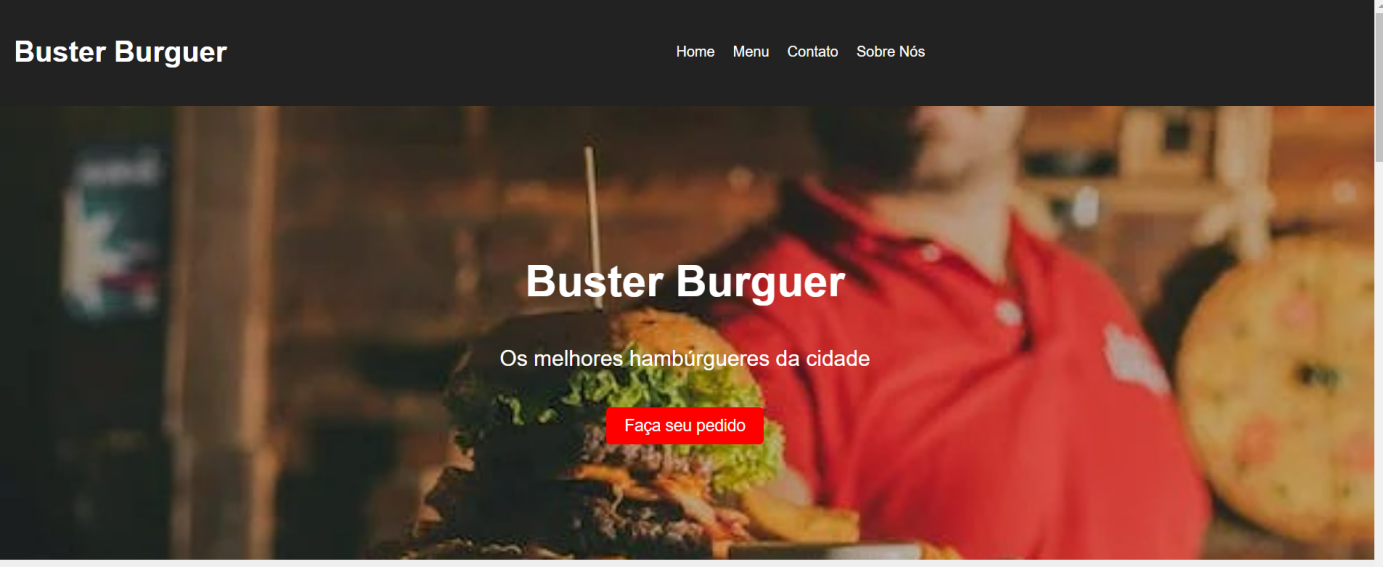 Buster Burguer
Home Menu Contato Sobre Nós
Buster Burguer
Os melhores hambúrgueres da cidade
Faça seu pedido